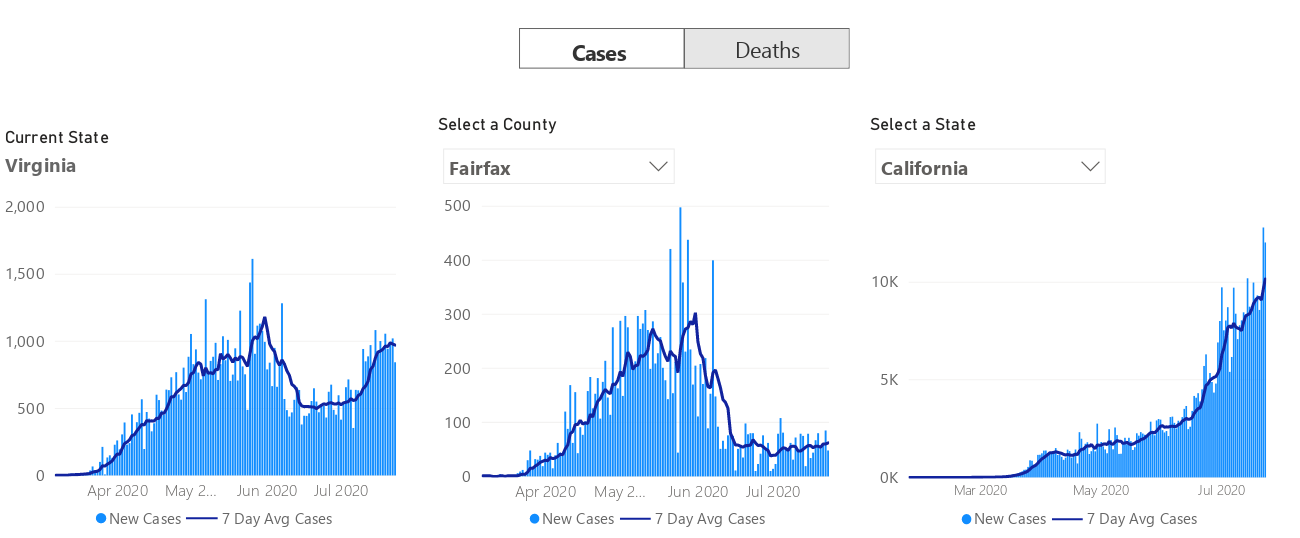 Cases Deaths
Current State
Virginia
2,000
1,500
1,000
500
0
Apr 2020 May 2... Jun 2020 Jul 2020
New Cases 7 Day Avg Cases
Select a County
Fairfax
500
400
300
200
100
0
Apr 2020 May 2... Jun 2020 Jul 2020
New Cases 7 Day Avg Cases
Select a State
California
10K
5K
0K
Mar 2020 May 2020 Jul 2020
New Cases 7 Day Avg Cases